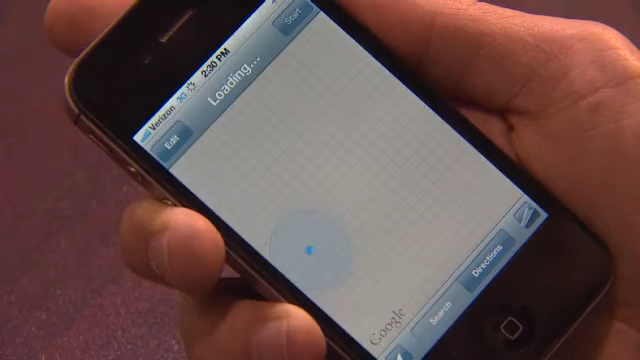 Verizon 3G 2:30 PM
Edit Loading... Start
Google
Search Directions